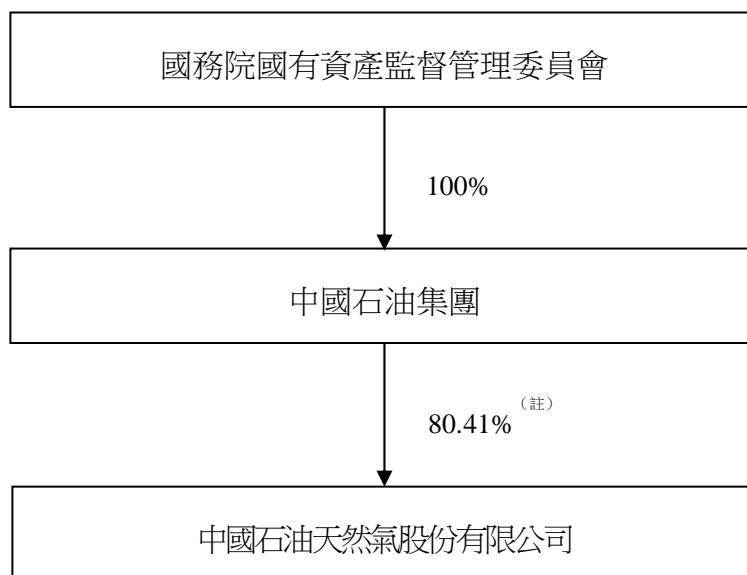 國務院國有資產監督管理委員會
100%
中國石油集團
80.41%（註）
中國石油天然氣股份有限公司